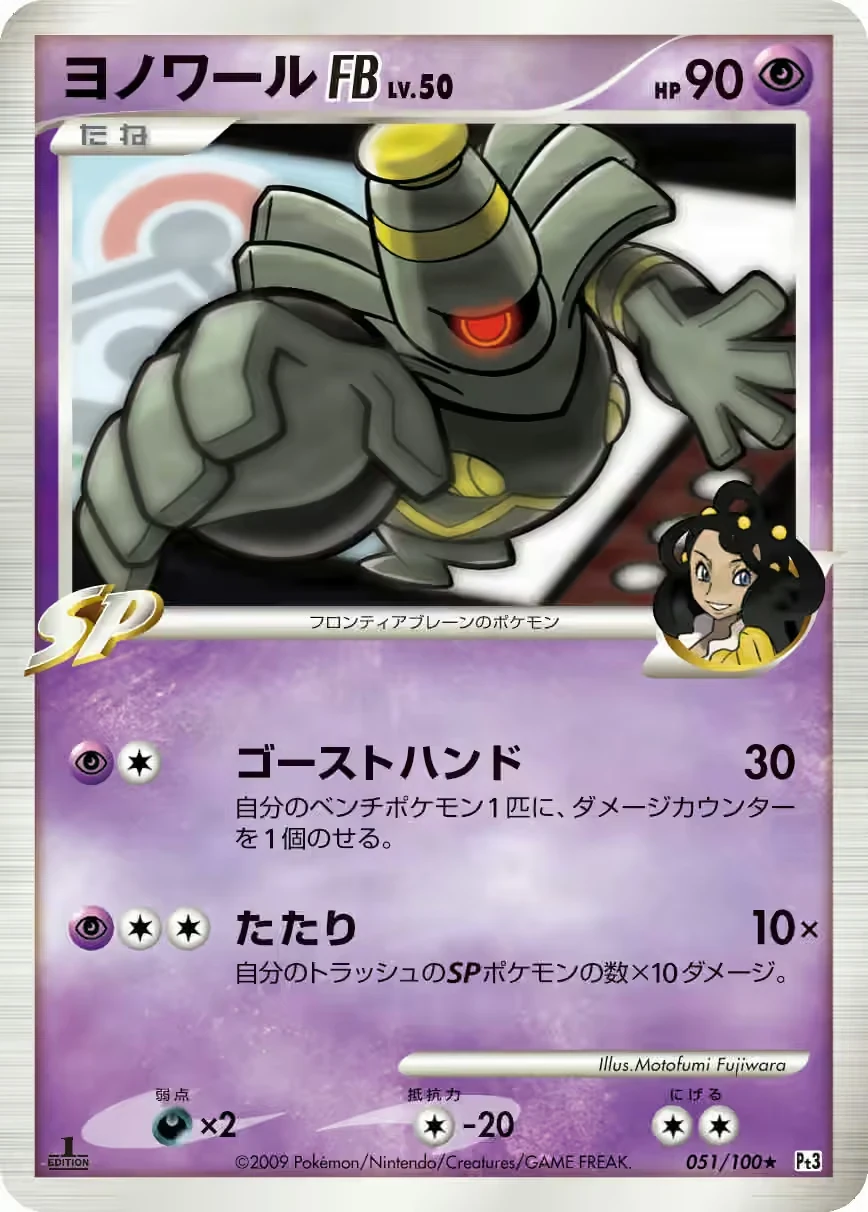 ヨノワール FB LV.50 HP 90
たね
SP
フロンティアブレーンのポケモン
ゴーストハンド 30
自分のベンチポケモン1匹に、ダメージカウンター
を1個のせる。
たたり 10×
自分のトラッシュのSPポケモンの数×10ダメージ。
Illus.Motofumi Fujiwara
弱点 抵抗力 にげる
×2 -20
1 EDITION
©2009 Pokémon/Nintendo/Creatures/GAME FREAK. 051/100★ Pt3